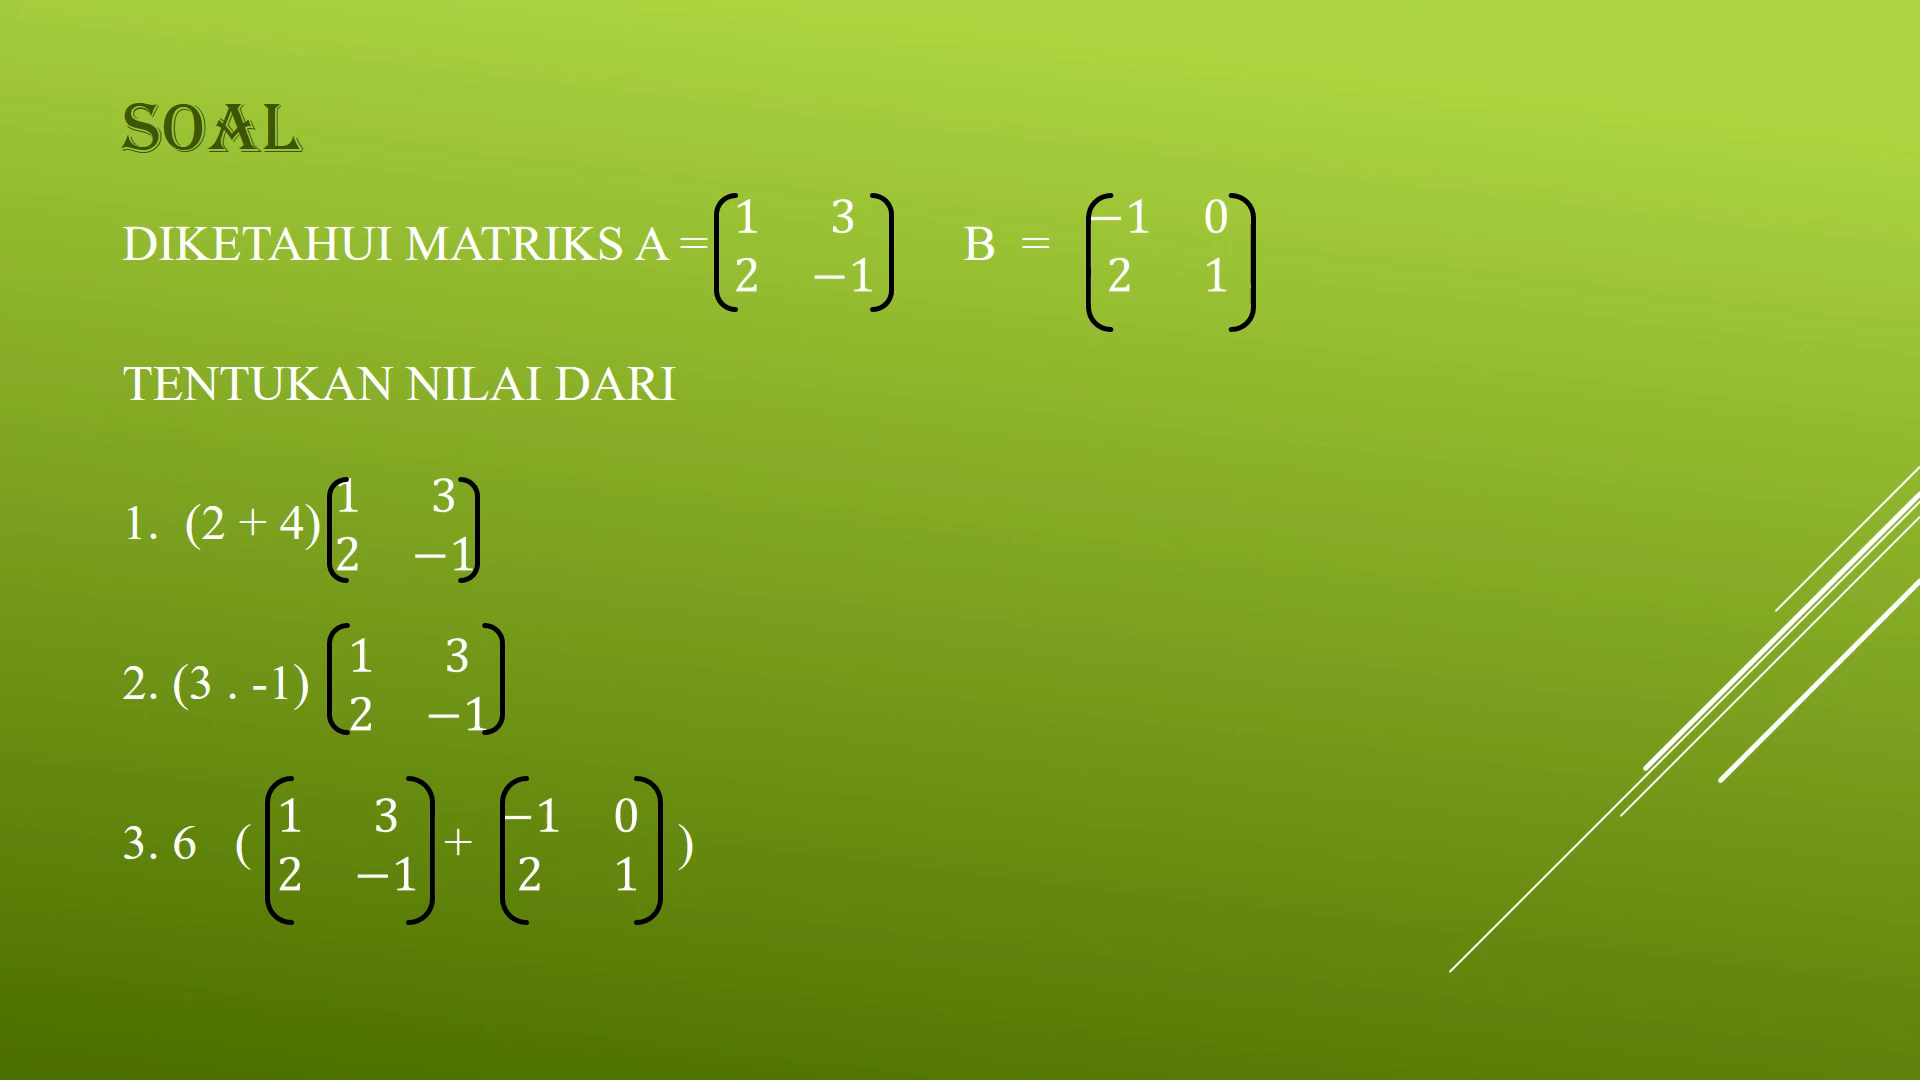 SOAL
DIKETAHUI MATRIKS A = (1 3 2 −1) B = (−1 0 2 1)
TENTUKAN NILAI DARI
1. (2 + 4) (1 3 2 −1)
2. (3 . -1) (1 3 2 −1)
3. 6 ( (1 3 2 −1) + (−1 0 2 1) )